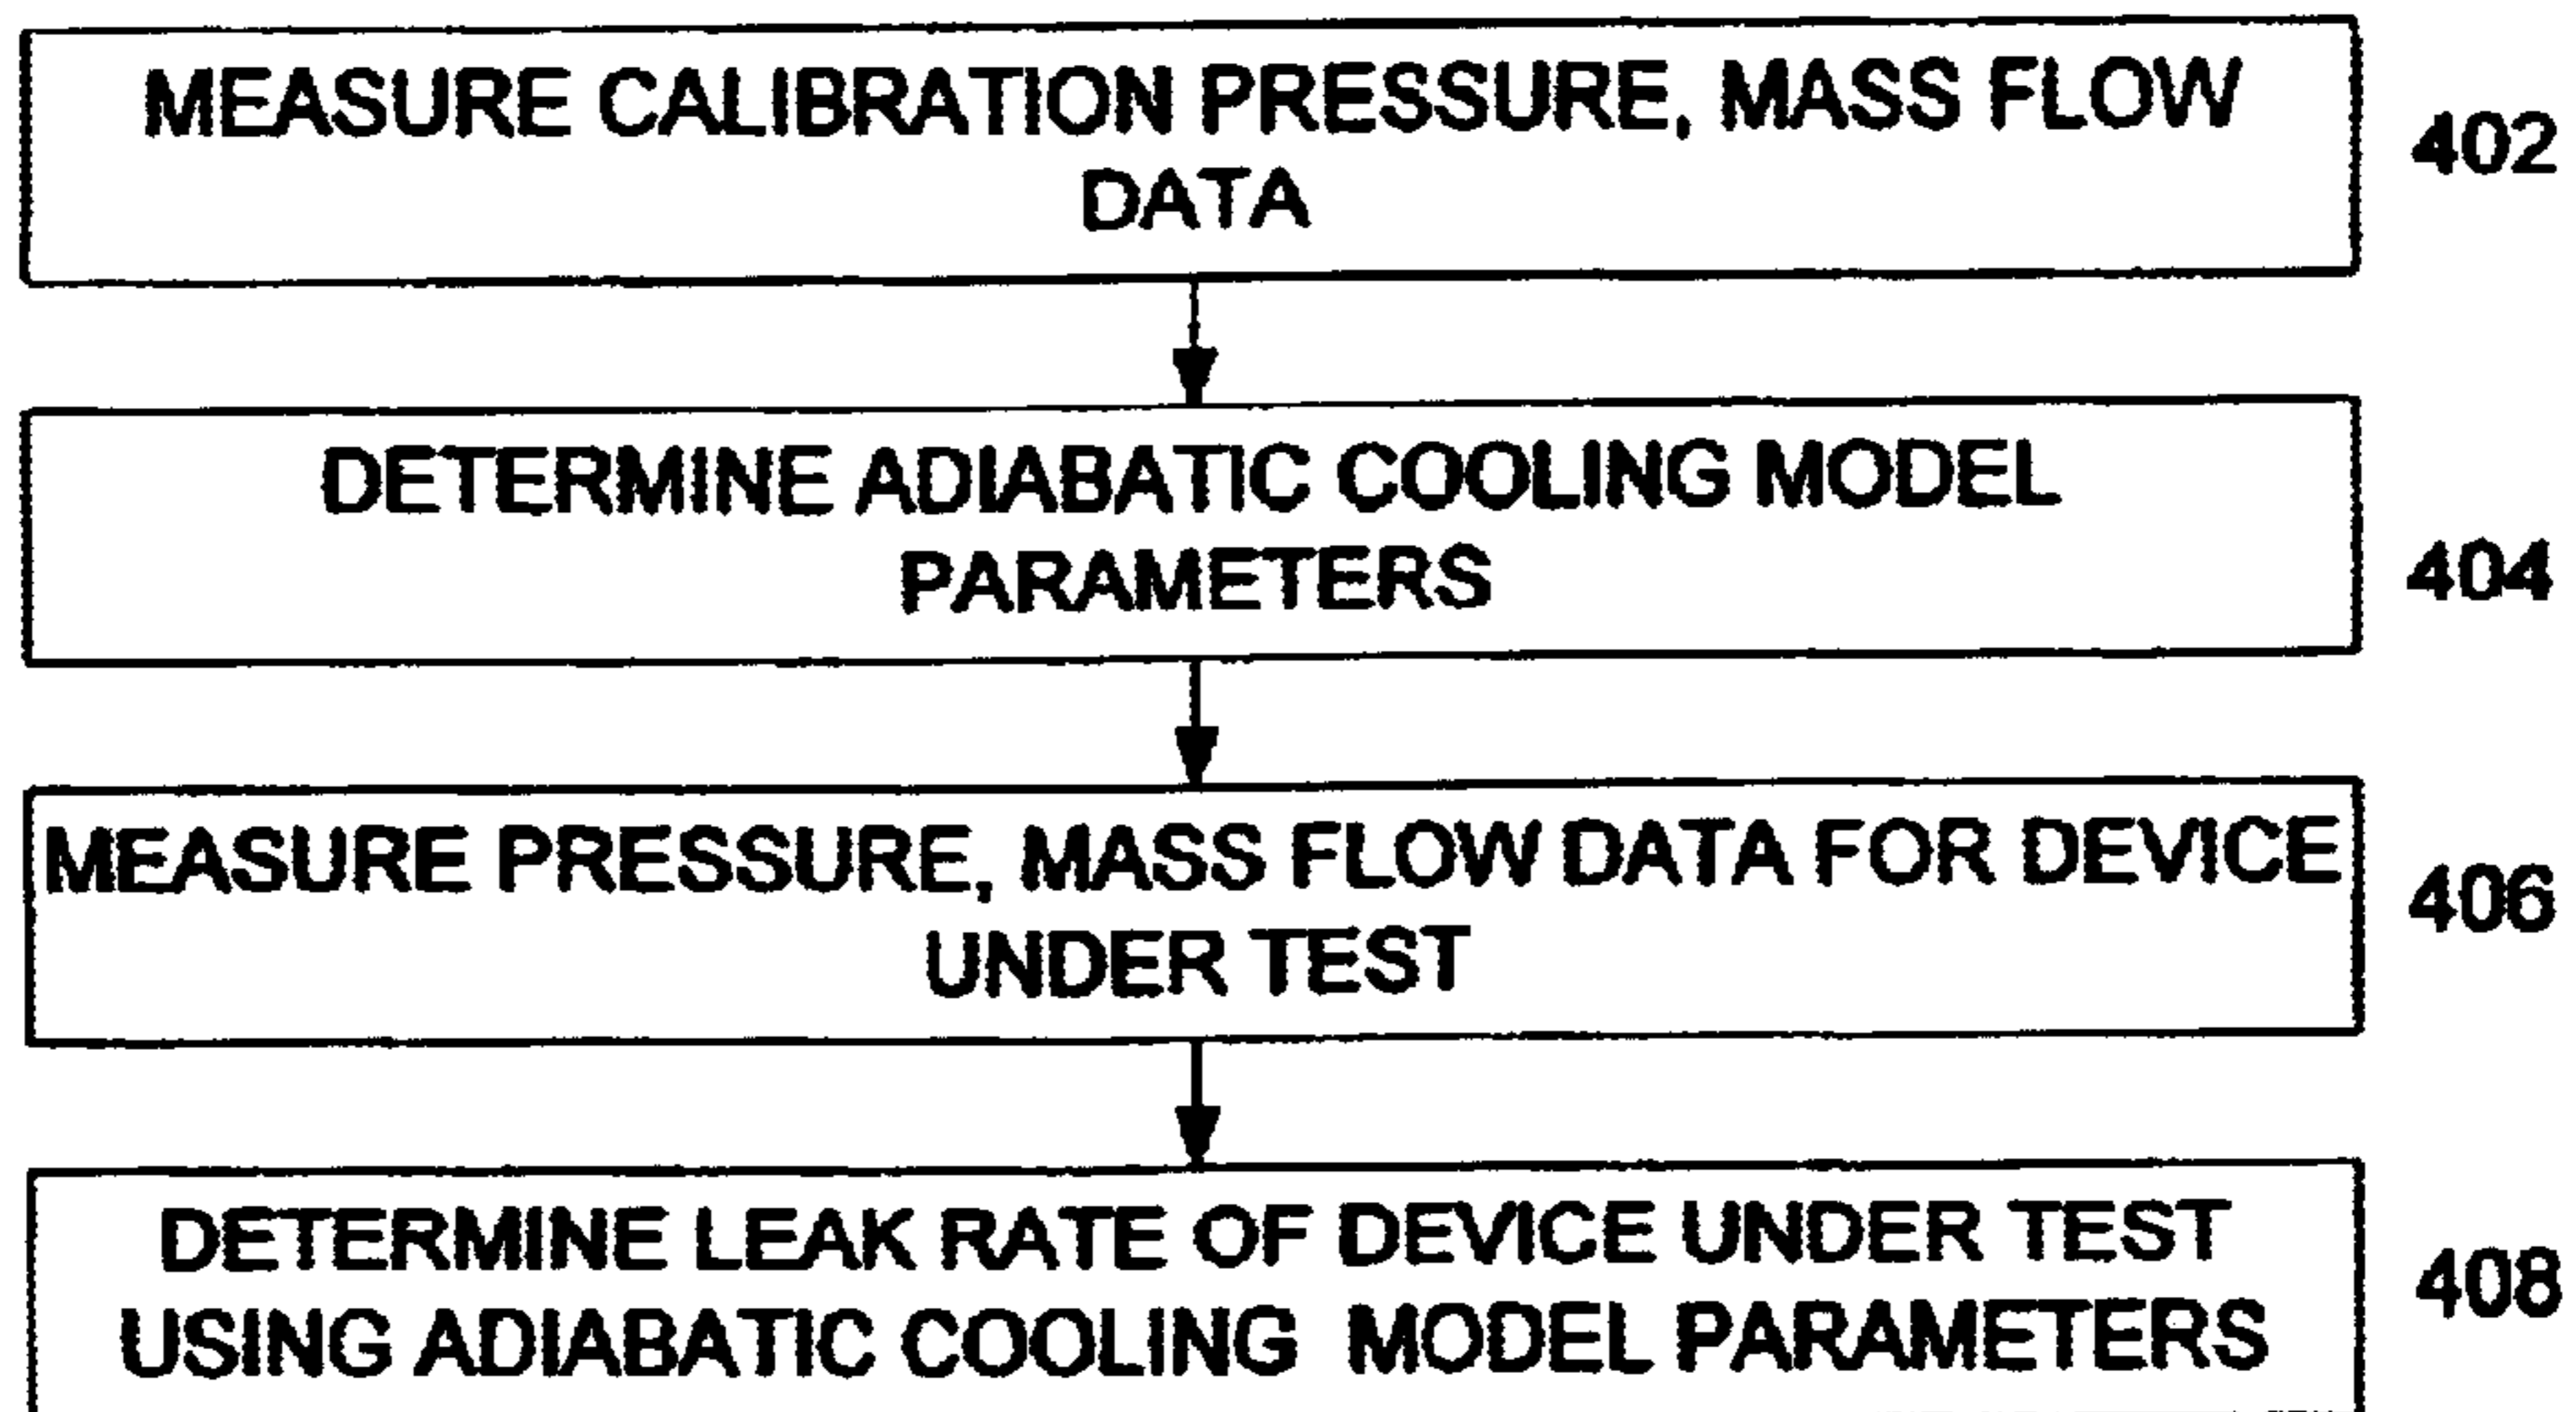 MEASURE CALIBRATION PRESSURE, MASS FLOW
DATA
402
DETERMINE ADIABATIC COOLING MODEL
PARAMETERS
404
MEASURE PRESSURE, MASS FLOW DATA FOR DEVICE
UNDER TEST
406
DETERMINE LEAK RATE OF DEVICE UNDER TEST
USING ADIABATIC COOLING MODEL PARAMETERS
408